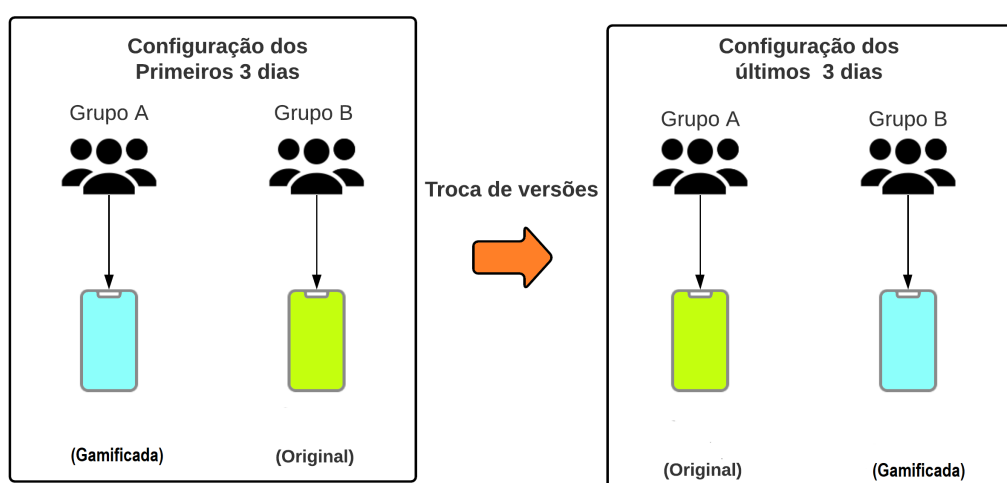 Configuração dos
Primeiros 3 dias
Grupo A
Grupo B
(Gamificada)
(Original)
Troca de versões
Configuração dos
últimos 3 dias
Grupo A
Grupo B
(Original)
(Gamificada)